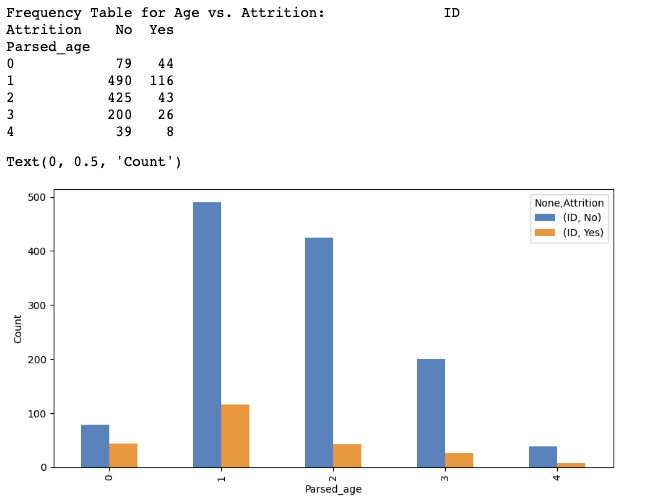 Frequency Table for Age vs. Attrition:               ID
Attrition    No  Yes
Parsed_age
0            79   44
1           490  116
2           425   43
3           200   26
4            39    8
Text(0, 0.5, 'Count')
500
None,Attrition
(ID, No)
(ID, Yes)
400
300
Count
200
100
0
0 1 2 3 4
Parsed_age